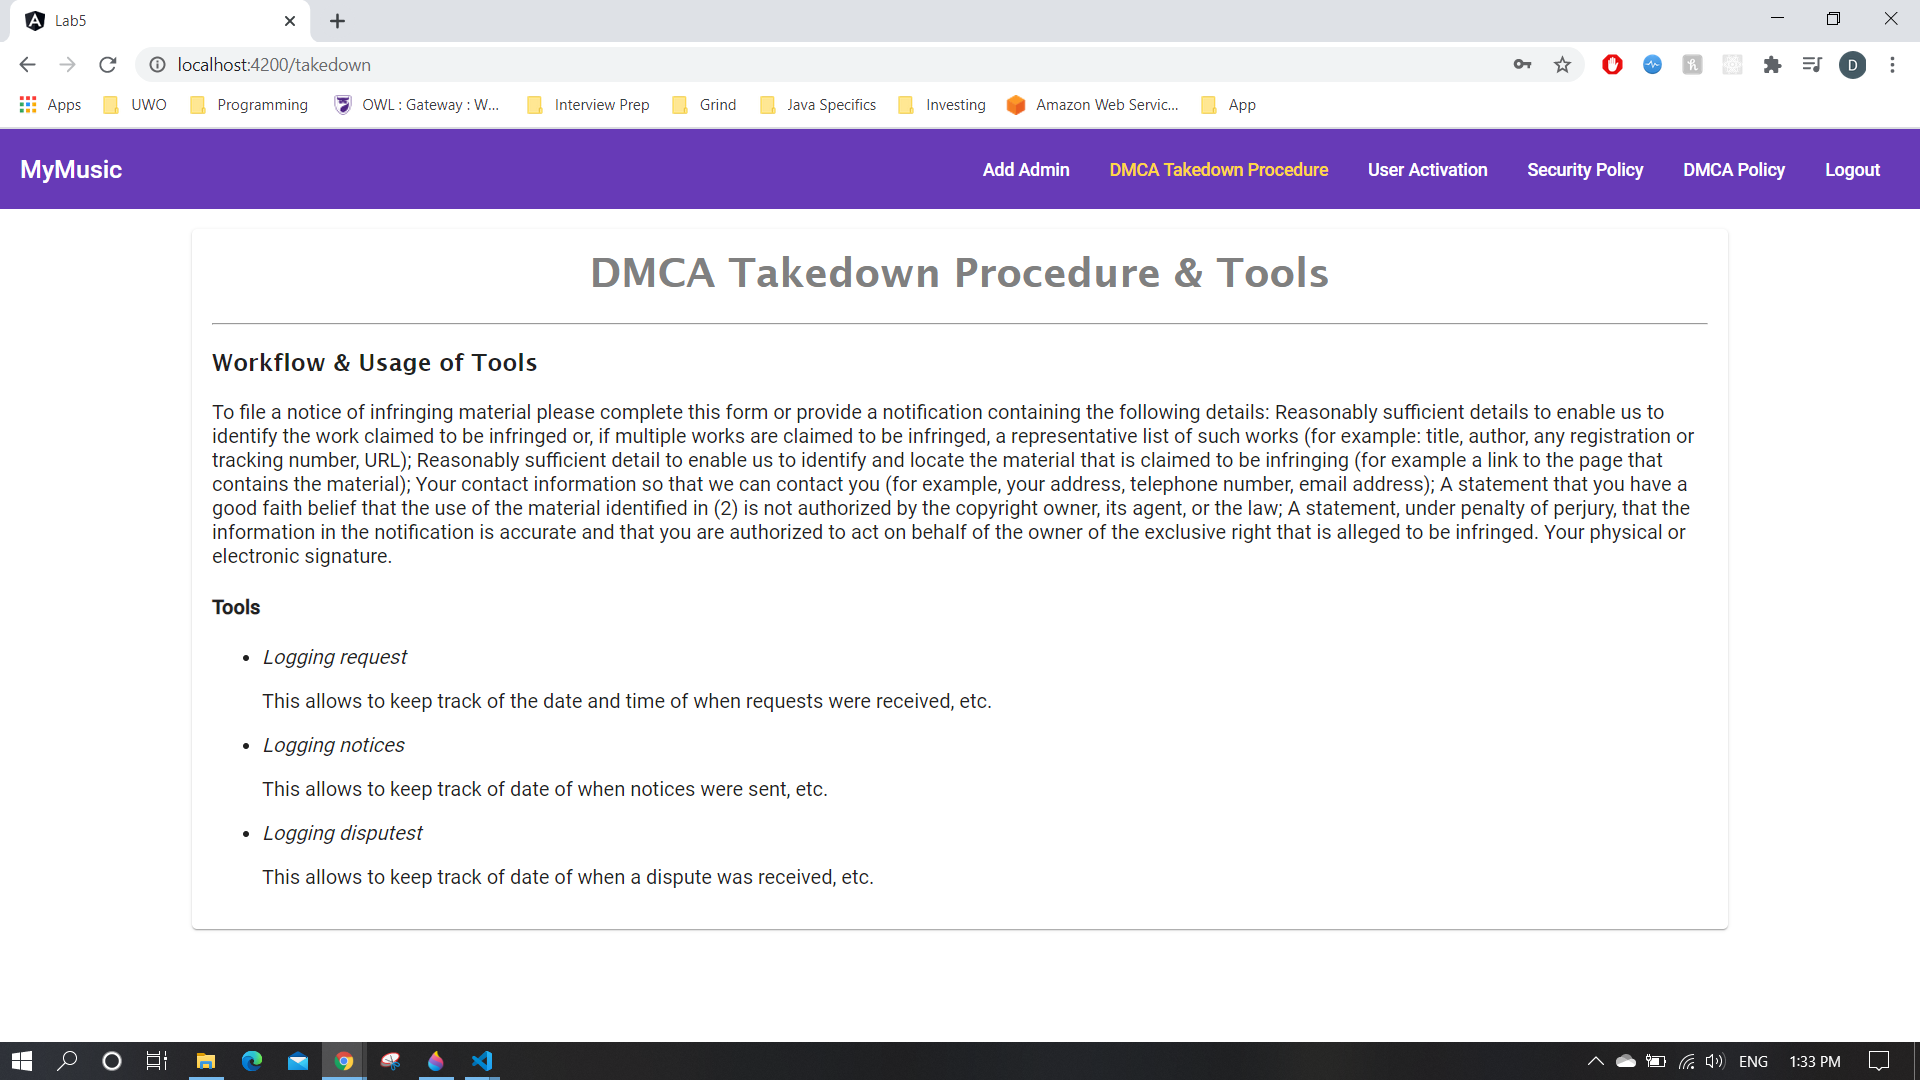 Lab5
localhost:4200/takedown
D
Apps UWO Programming OWL : Gateway : W... Interview Prep Grind Java Specifics Investing Amazon Web Servic... App
MyMusic Add Admin DMCA Takedown Procedure User Activation Security Policy DMCA Policy Logout
DMCA Takedown Procedure & Tools
Workflow & Usage of Tools
To file a notice of infringing material please complete this form or provide a notification containing the following details: Reasonably sufficient details to enable us to
identify the work claimed to be infringed or, if multiple works are claimed to be infringed, a representative list of such works (for example: title, author, any registration or
tracking number, URL); Reasonably sufficient detail to enable us to identify and locate the material that is claimed to be infringing (for example a link to the page that
contains the material); Your contact information so that we can contact you (for example, your address, telephone number, email address); A statement that you have a
good faith belief that the use of the material identified in (2) is not authorized by the copyright owner, its agent, or the law; A statement, under penalty of perjury, that the
information in the notification is accurate and that you are authorized to act on behalf of the owner of the exclusive right that is alleged to be infringed. Your physical or
electronic signature.
Tools
• Logging request
This allows to keep track of the date and time of when requests were received, etc.
• Logging notices
This allows to keep track of date of when notices were sent, etc.
• Logging disputest
This allows to keep track of date of when a dispute was received, etc.
ENG 1:33 PM